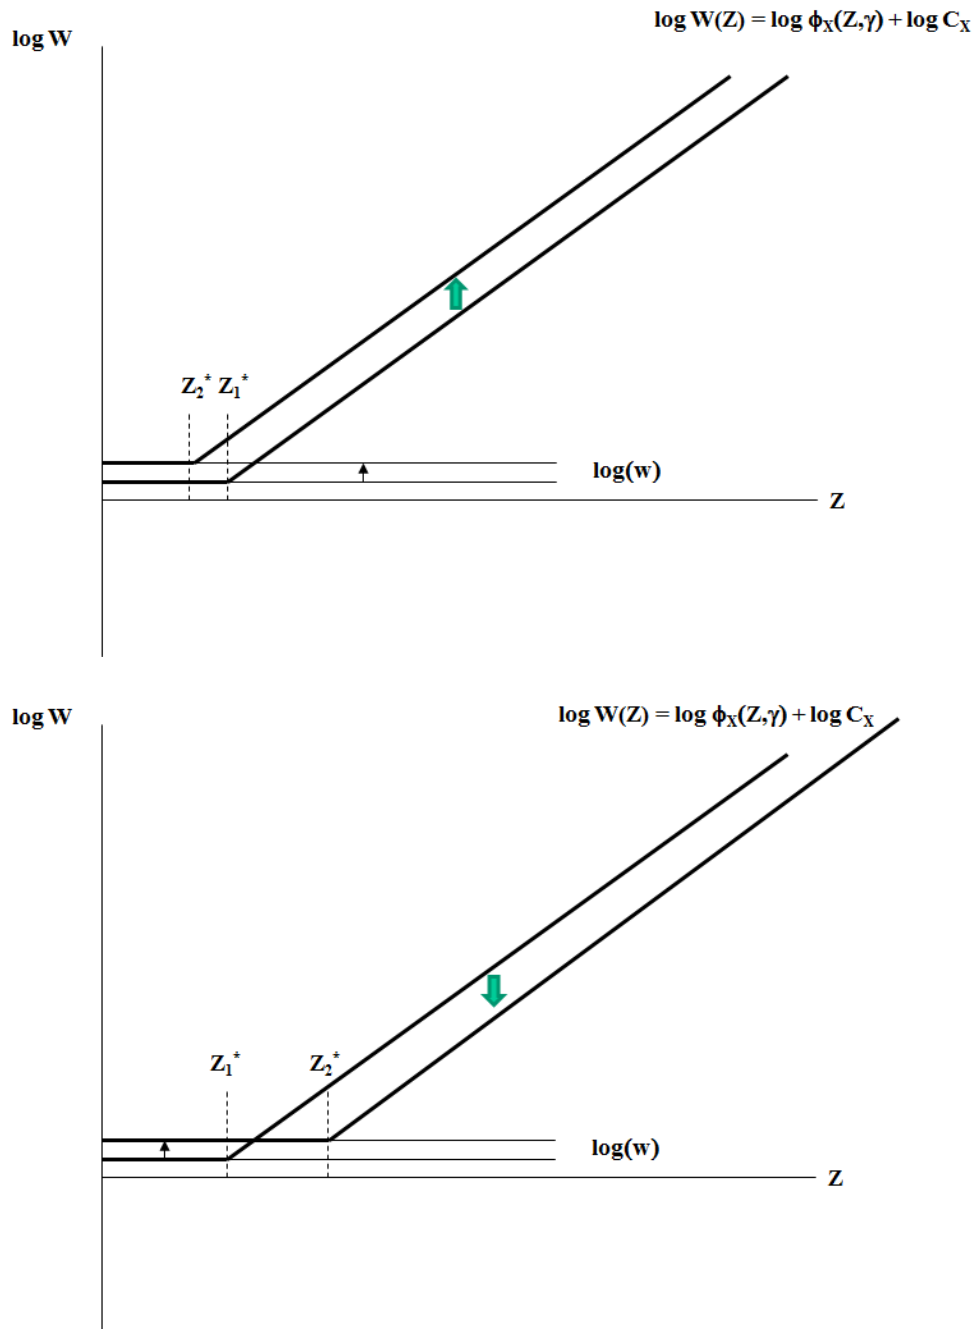 log W(Z) = log ϕX(Z,γ) + log CX
log W
Z2* Z1*
log(w)
Z
log W(Z) = log ϕX(Z,γ) + log CX
log W
Z1* Z2*
log(w)
Z